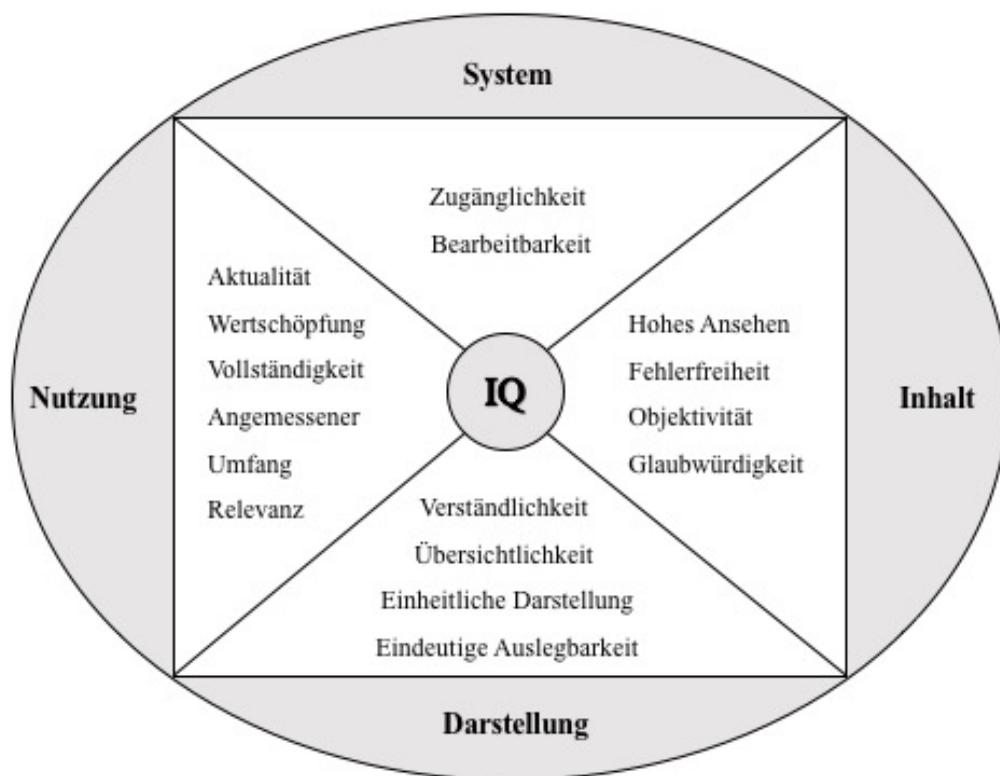 System
Zugänglichkeit
Bearbeitbarkeit
Aktualität
Wertschöpfung
Vollständigkeit
Angemessener
Umfang
Relevanz
Nutzung
IQ
Hohes Ansehen
Fehlerfreiheit
Objektivität
Glaubwürdigkeit
Inhalt
Verständlichkeit
Übersichtlichkeit
Einheitliche Darstellung
Eindeutige Auslegbarkeit
Darstellung